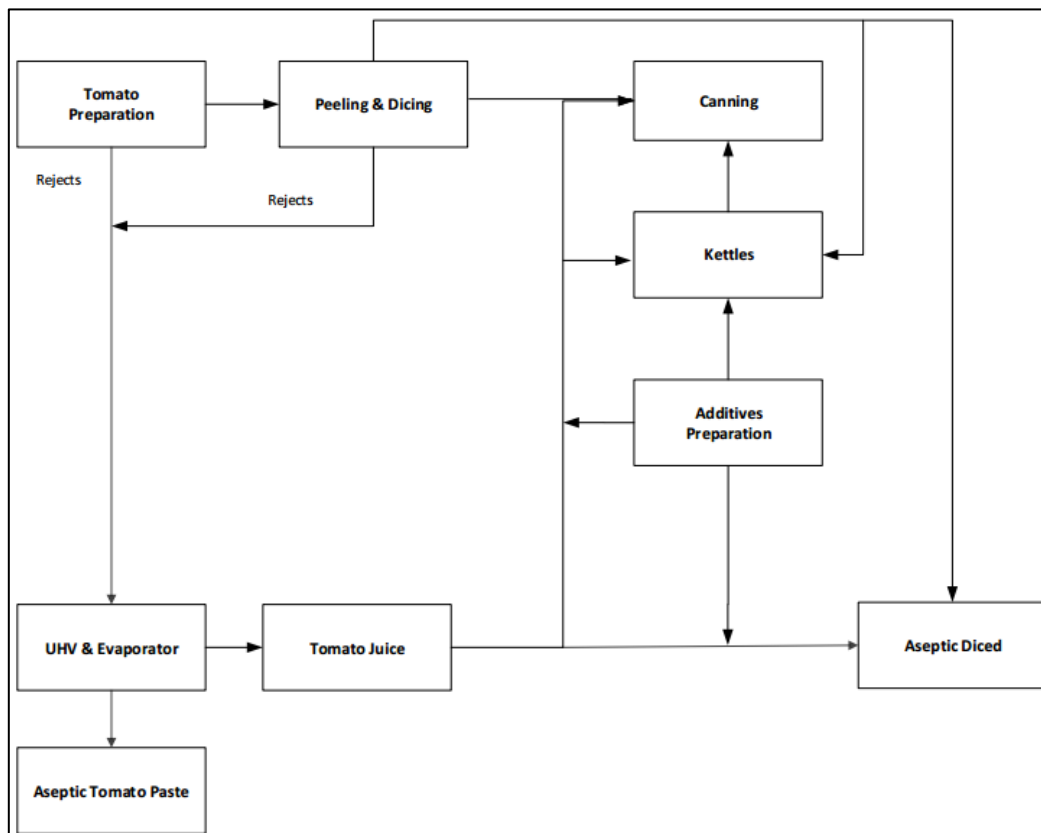 Tomato
Preparation
Peeling & Dicing
Canning
Rejects
Rejects
Kettles
Additives
Preparation
UHV & Evaporator
Tomato Juice
Aseptic Diced
Aseptic Tomato Paste